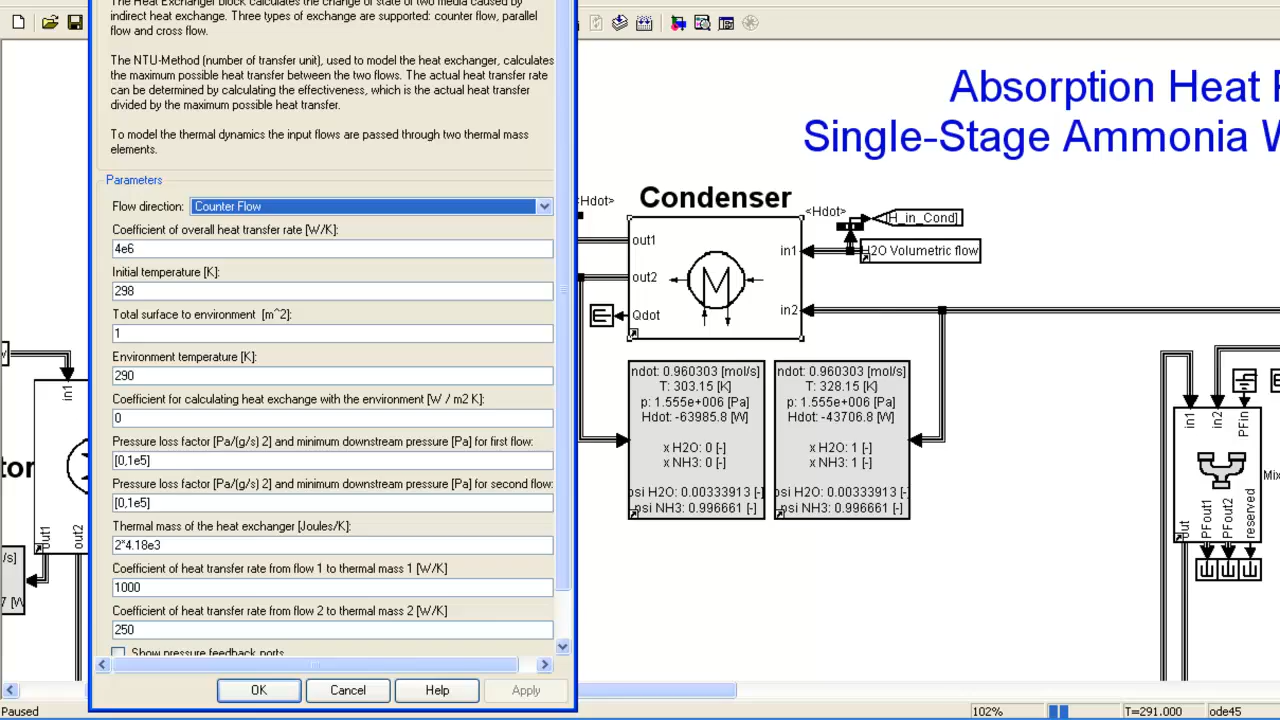 The Heat Exchanger block calculates the change of state of two media caused by
indirect heat exchange. Three types of exchange are supported: counter flow, parallel
flow and cross flow.
The NTU-Method (number of transfer unit), used to model the heat exchanger, calculates
the maximum possible heat transfer between the two flows. The actual heat transfer rate
can be determined by calculating the effectiveness, which is the actual heat transfer
divided by the maximum possible heat transfer.
To model the thermal dynamics the input flows are passed through two thermal mass
elements.
Parameters
Flow direction: Counter Flow
Coefficient of overall heat transfer rate [W/K]:
4e6
Initial temperature [K]:
298
Total surface to environment [m^2]:
1
Environment temperature [K]:
290
Coefficient for calculating heat exchange with the environment [W / m2 K]:
0
Pressure loss factor [Pa/(g/s) 2] and minimum downstream pressure [Pa] for first flow:
[0,1e5]
Pressure loss factor [Pa/(g/s) 2] and minimum downstream pressure [Pa] for second flow:
[0,1e5]
Thermal mass of the heat exchanger [Joules/K]:
2*4.18e3
Coefficient of heat transfer rate from flow 1 to thermal mass 1 [W/K]
1000
Coefficient of heat transfer rate from flow 2 to thermal mass 2 [W/K]
250
Show pressure feedback ports
OK Cancel Help Apply
Absorption Heat P
Single-Stage Ammonia W
Condenser
<Hdot>
<Hdot>
[H_in_Cond]
H2O Volumetric flow
out1
out2
Qdot
in1
in2
M
ndot: 0.960303 [mol/s]
T: 303.15 [K]
p: 1.555e+006 [Pa]
Hdot: -63985.8 [W]
x H2O: 0 [-]
x NH3: 0 [-]
psi H2O: 0.00333913 [-]
psi NH3: 0.996661 [-]
ndot: 0.960303 [mol/s]
T: 328.15 [K]
p: 1.555e+006 [Pa]
Hdot: -43706.8 [W]
x H2O: 1 [-]
x NH3: 1 [-]
psi H2O: 0.00333913 [-]
psi NH3: 0.996661 [-]
in1
in2
PFin
out
PFout1
PFout2
reserved
Mix
in1
tor
out1
out2
/s]
7 [W
Paused
102%
T=291.000
ode45